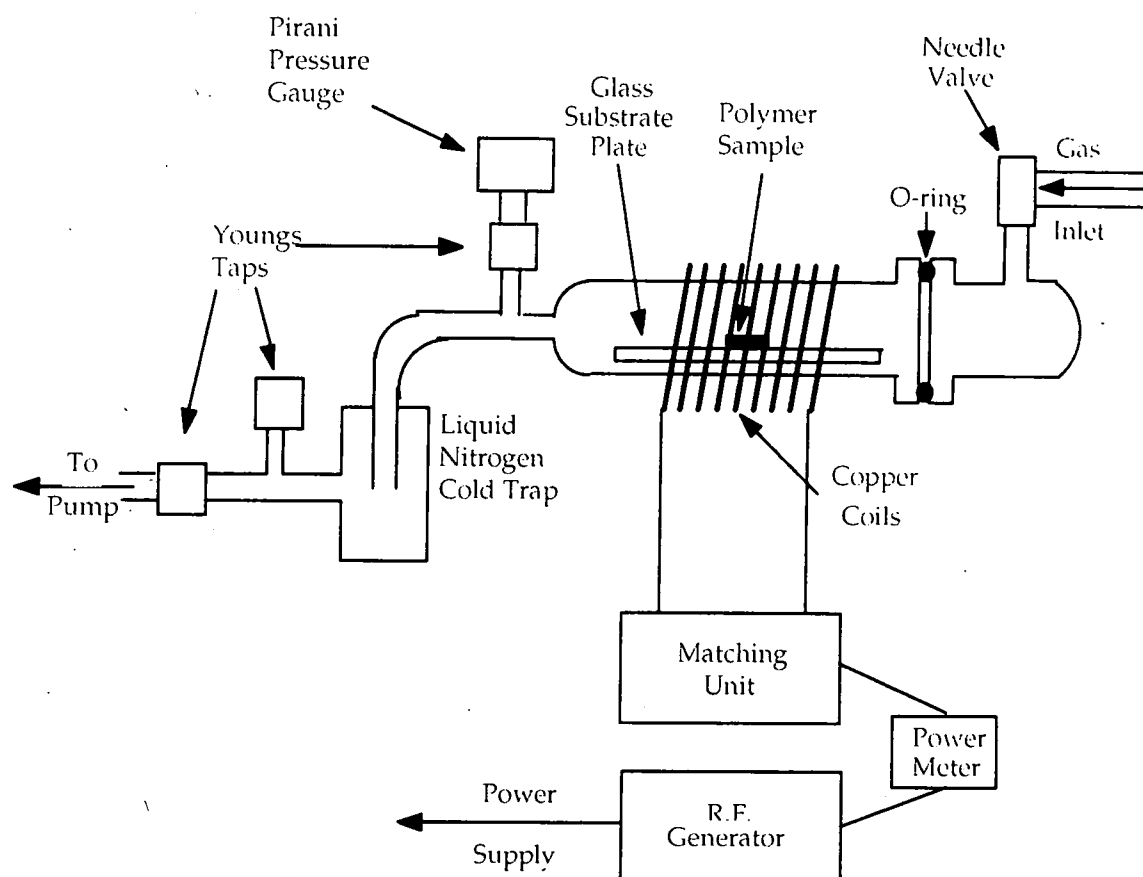 Pirani
Pressure
Gauge
Glass
Substrate
Plate
Polymer
Sample
Needle
Valve
Gas
Inlet
O-ring
Youngs
Taps
Liquid
Nitrogen
Cold Trap
To
Pump
Copper
Coils
Matching
Unit
Power
Meter
R.F.
Generator
Power
Supply